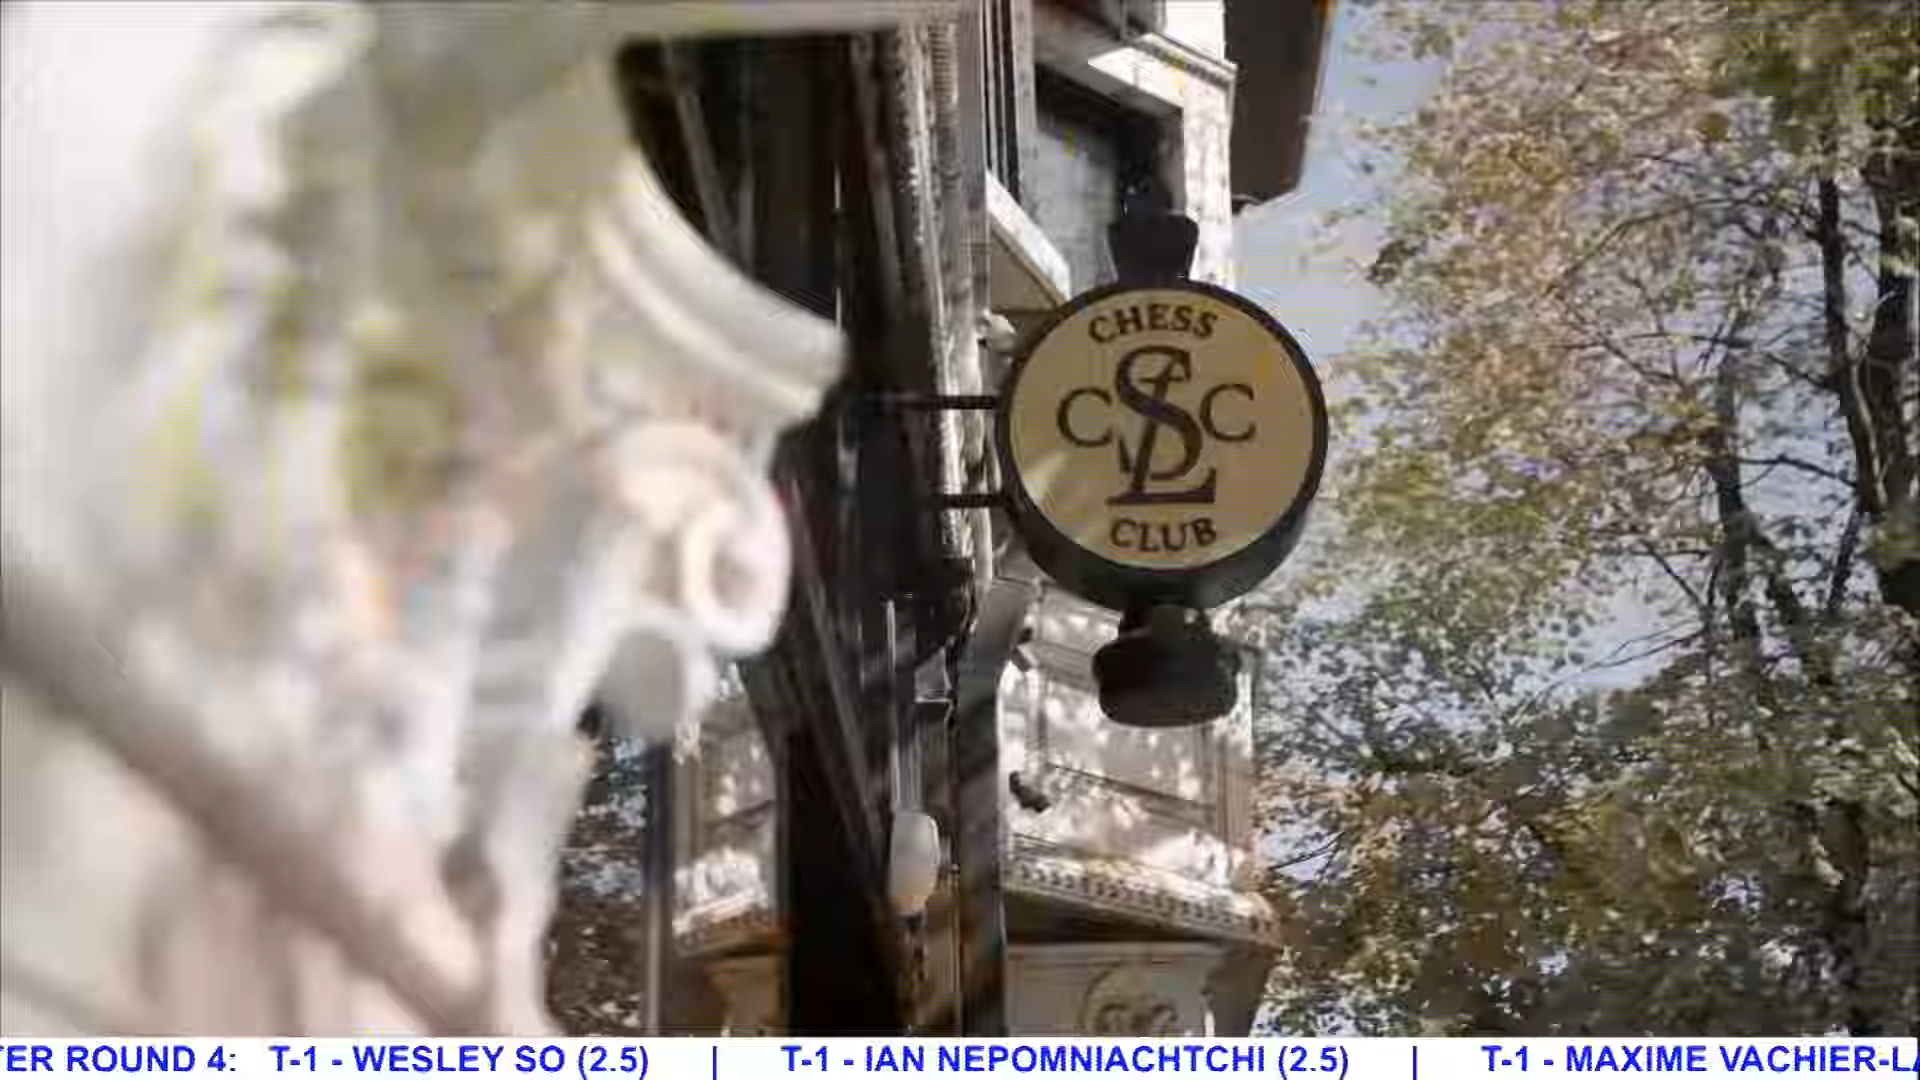 CHESS
CSLC
CLUB
TER ROUND 4: T-1 - WESLEY SO (2.5) | T-1 - IAN NEPOMNIACHTCHI (2.5) | T-1 - MAXIME VACHIER-LA